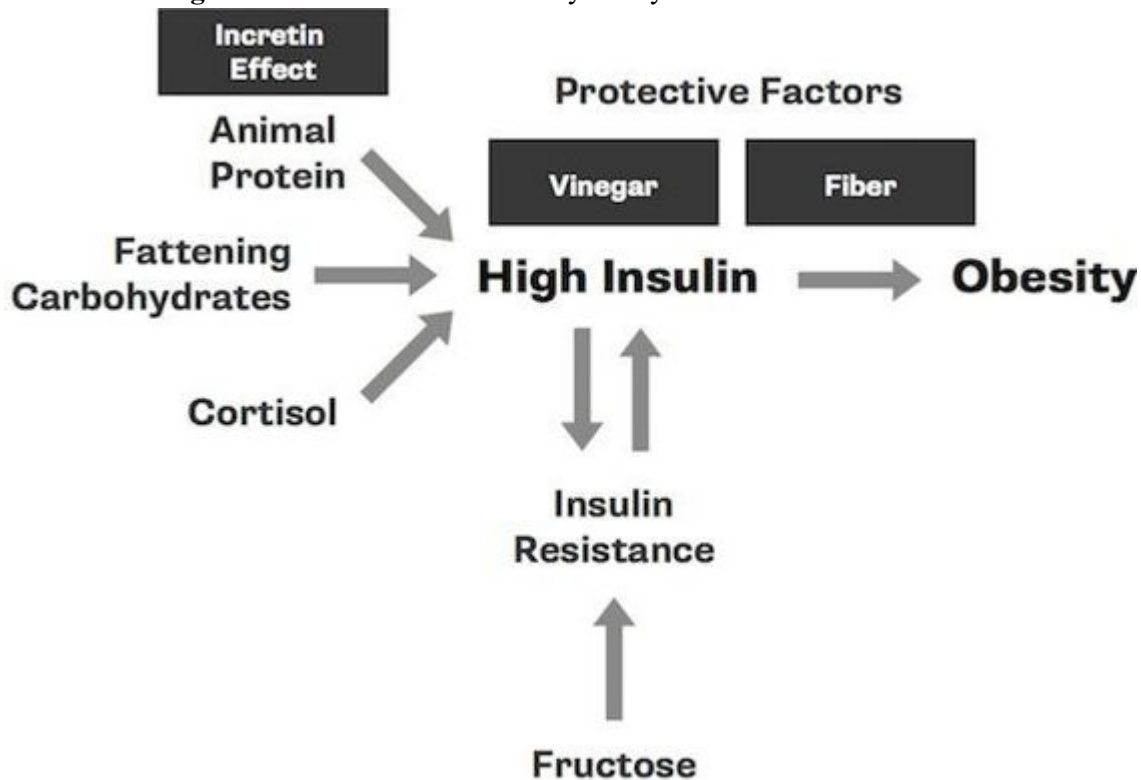 Incretin
Effect
Protective Factors
Animal
Protein
Vinegar
Fiber
Fattening
Carbohydrates
High Insulin
Obesity
Cortisol
Insulin
Resistance
Fructose